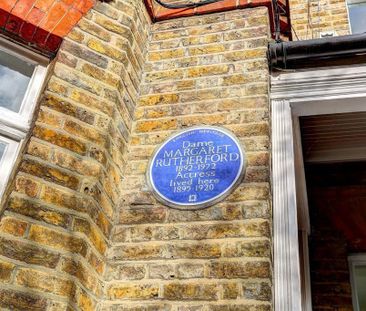 Dame
MARGARET
RUTHERFORD
1892-1972
Actress
lived here
1895-1920